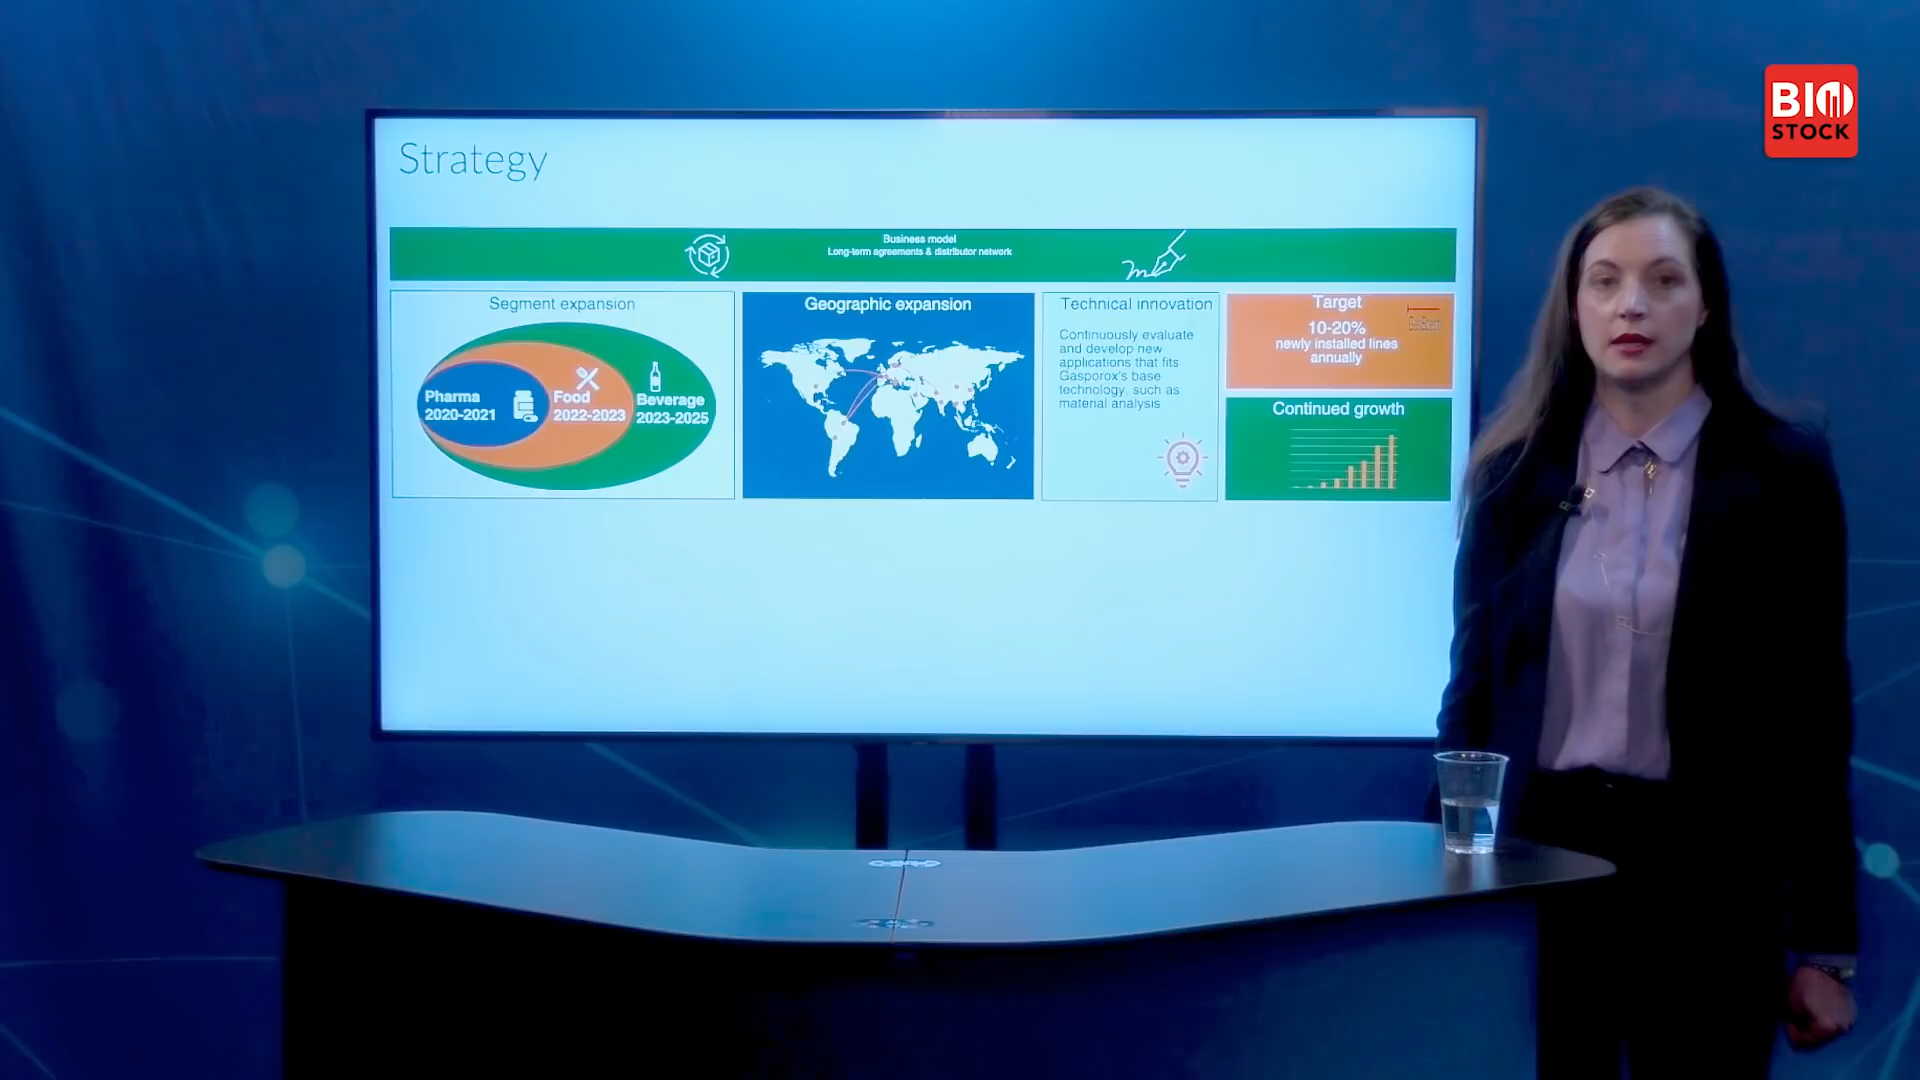 BIO
STOCK
Strategy
Business model
Long-term agreements & distributor network
Segment expansion
Pharma
2020-2021
Food
2022-2023
Beverage
2023-2025
Geographic expansion
Technical innovation
Continuously evaluate
and develop new
applications that fits
Gasporox's base
technology, such as
material analysis
Target
10-20%
newly installed lines
annually
Continued growth